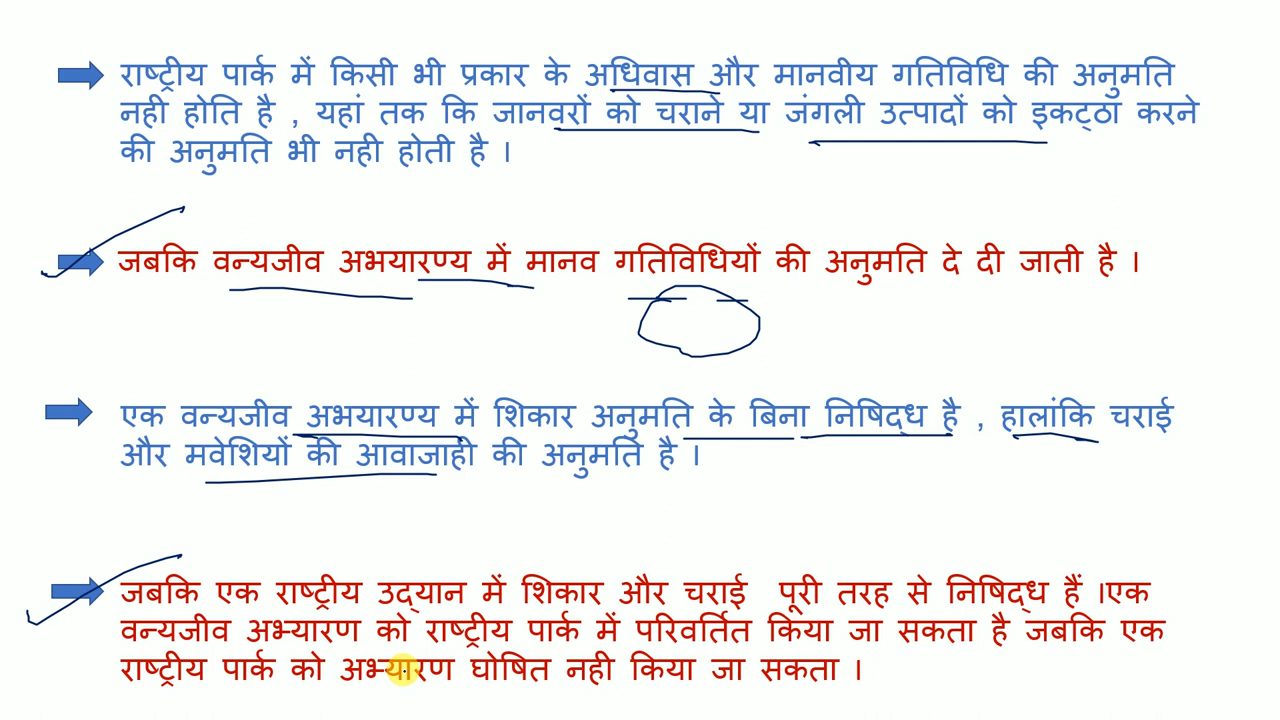 राष्ट्रीय पार्क में किसी भी प्रकार के अधिवास और मानवीय गतिविधि की अनुमति
नही होति है , यहां तक कि जानवरों को चराने या जंगली उत्पादों को इकट्ठा करने
की अनुमति भी नही होती है ।
जबकि वन्यजीव अभयारण्य में मानव गतिविधियों की अनुमति दे दी जाती है ।
एक वन्यजीव अभयारण्य में शिकार अनुमति के बिना निषिद्ध है , हालांकि चराई
और मवेशियों की आवाजाही की अनुमति है ।
जबकि एक राष्ट्रीय उद्यान में शिकार और चराई पूरी तरह से निषिद्ध हैं ।एक
वन्यजीव अभ्यारण को राष्ट्रीय पार्क में परिवर्तित किया जा सकता है जबकि एक
राष्ट्रीय पार्क को अभ्यारण घोषित नही किया जा सकता ।